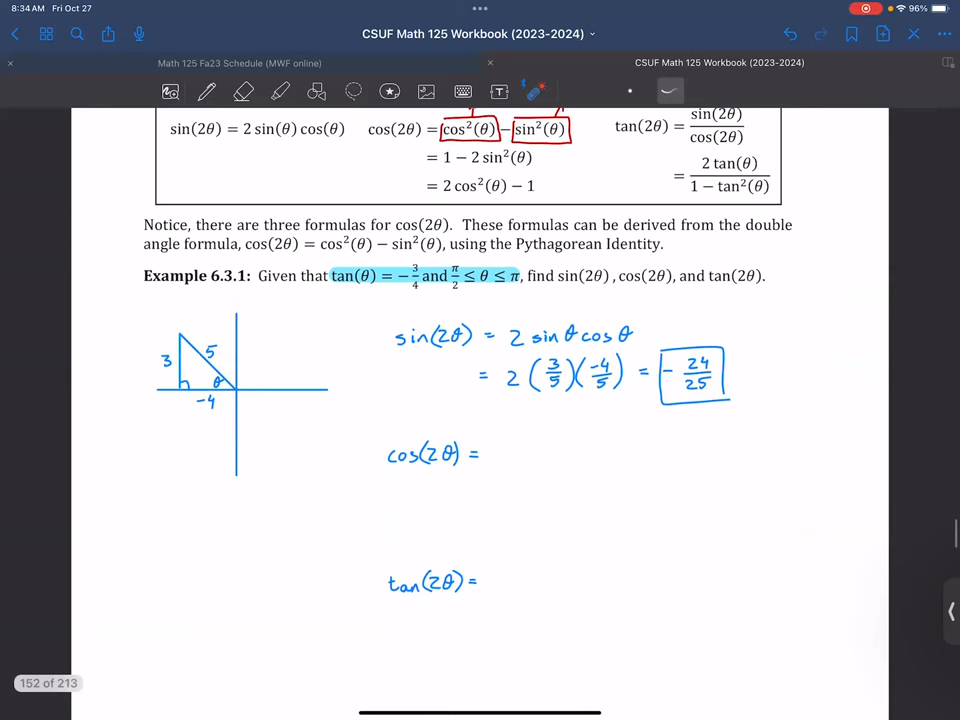 8:34 AM Fri Oct 27
96%
CSUF Math 125 Workbook (2023-2024)
Math 125 Fa23 Schedule (MWF online)
CSUF Math 125 Workbook (2023-2024)
sin(2θ) = 2 sin(θ) cos(θ)
cos(2θ) = cos²(θ) − sin²(θ)
= 1 − 2 sin²(θ)
= 2 cos²(θ) − 1
tan(2θ) = sin(2θ)/cos(2θ)
= 2 tan(θ)/1 − tan²(θ)
Notice, there are three formulas for cos(2θ). These formulas can be derived from the double
angle formula, cos(2θ) = cos²(θ) − sin²(θ), using the Pythagorean Identity.
Example 6.3.1: Given that tan(θ) = −3/4 and π/2 ≤ θ ≤ π, find sin(2θ), cos(2θ), and tan(2θ).
3
5
θ
-4
sin(2θ) = 2 sinθ cosθ
= 2 (3/5)(-4/5) = - 24/25
cos(2θ) =
tan(2θ) =
152 of 213